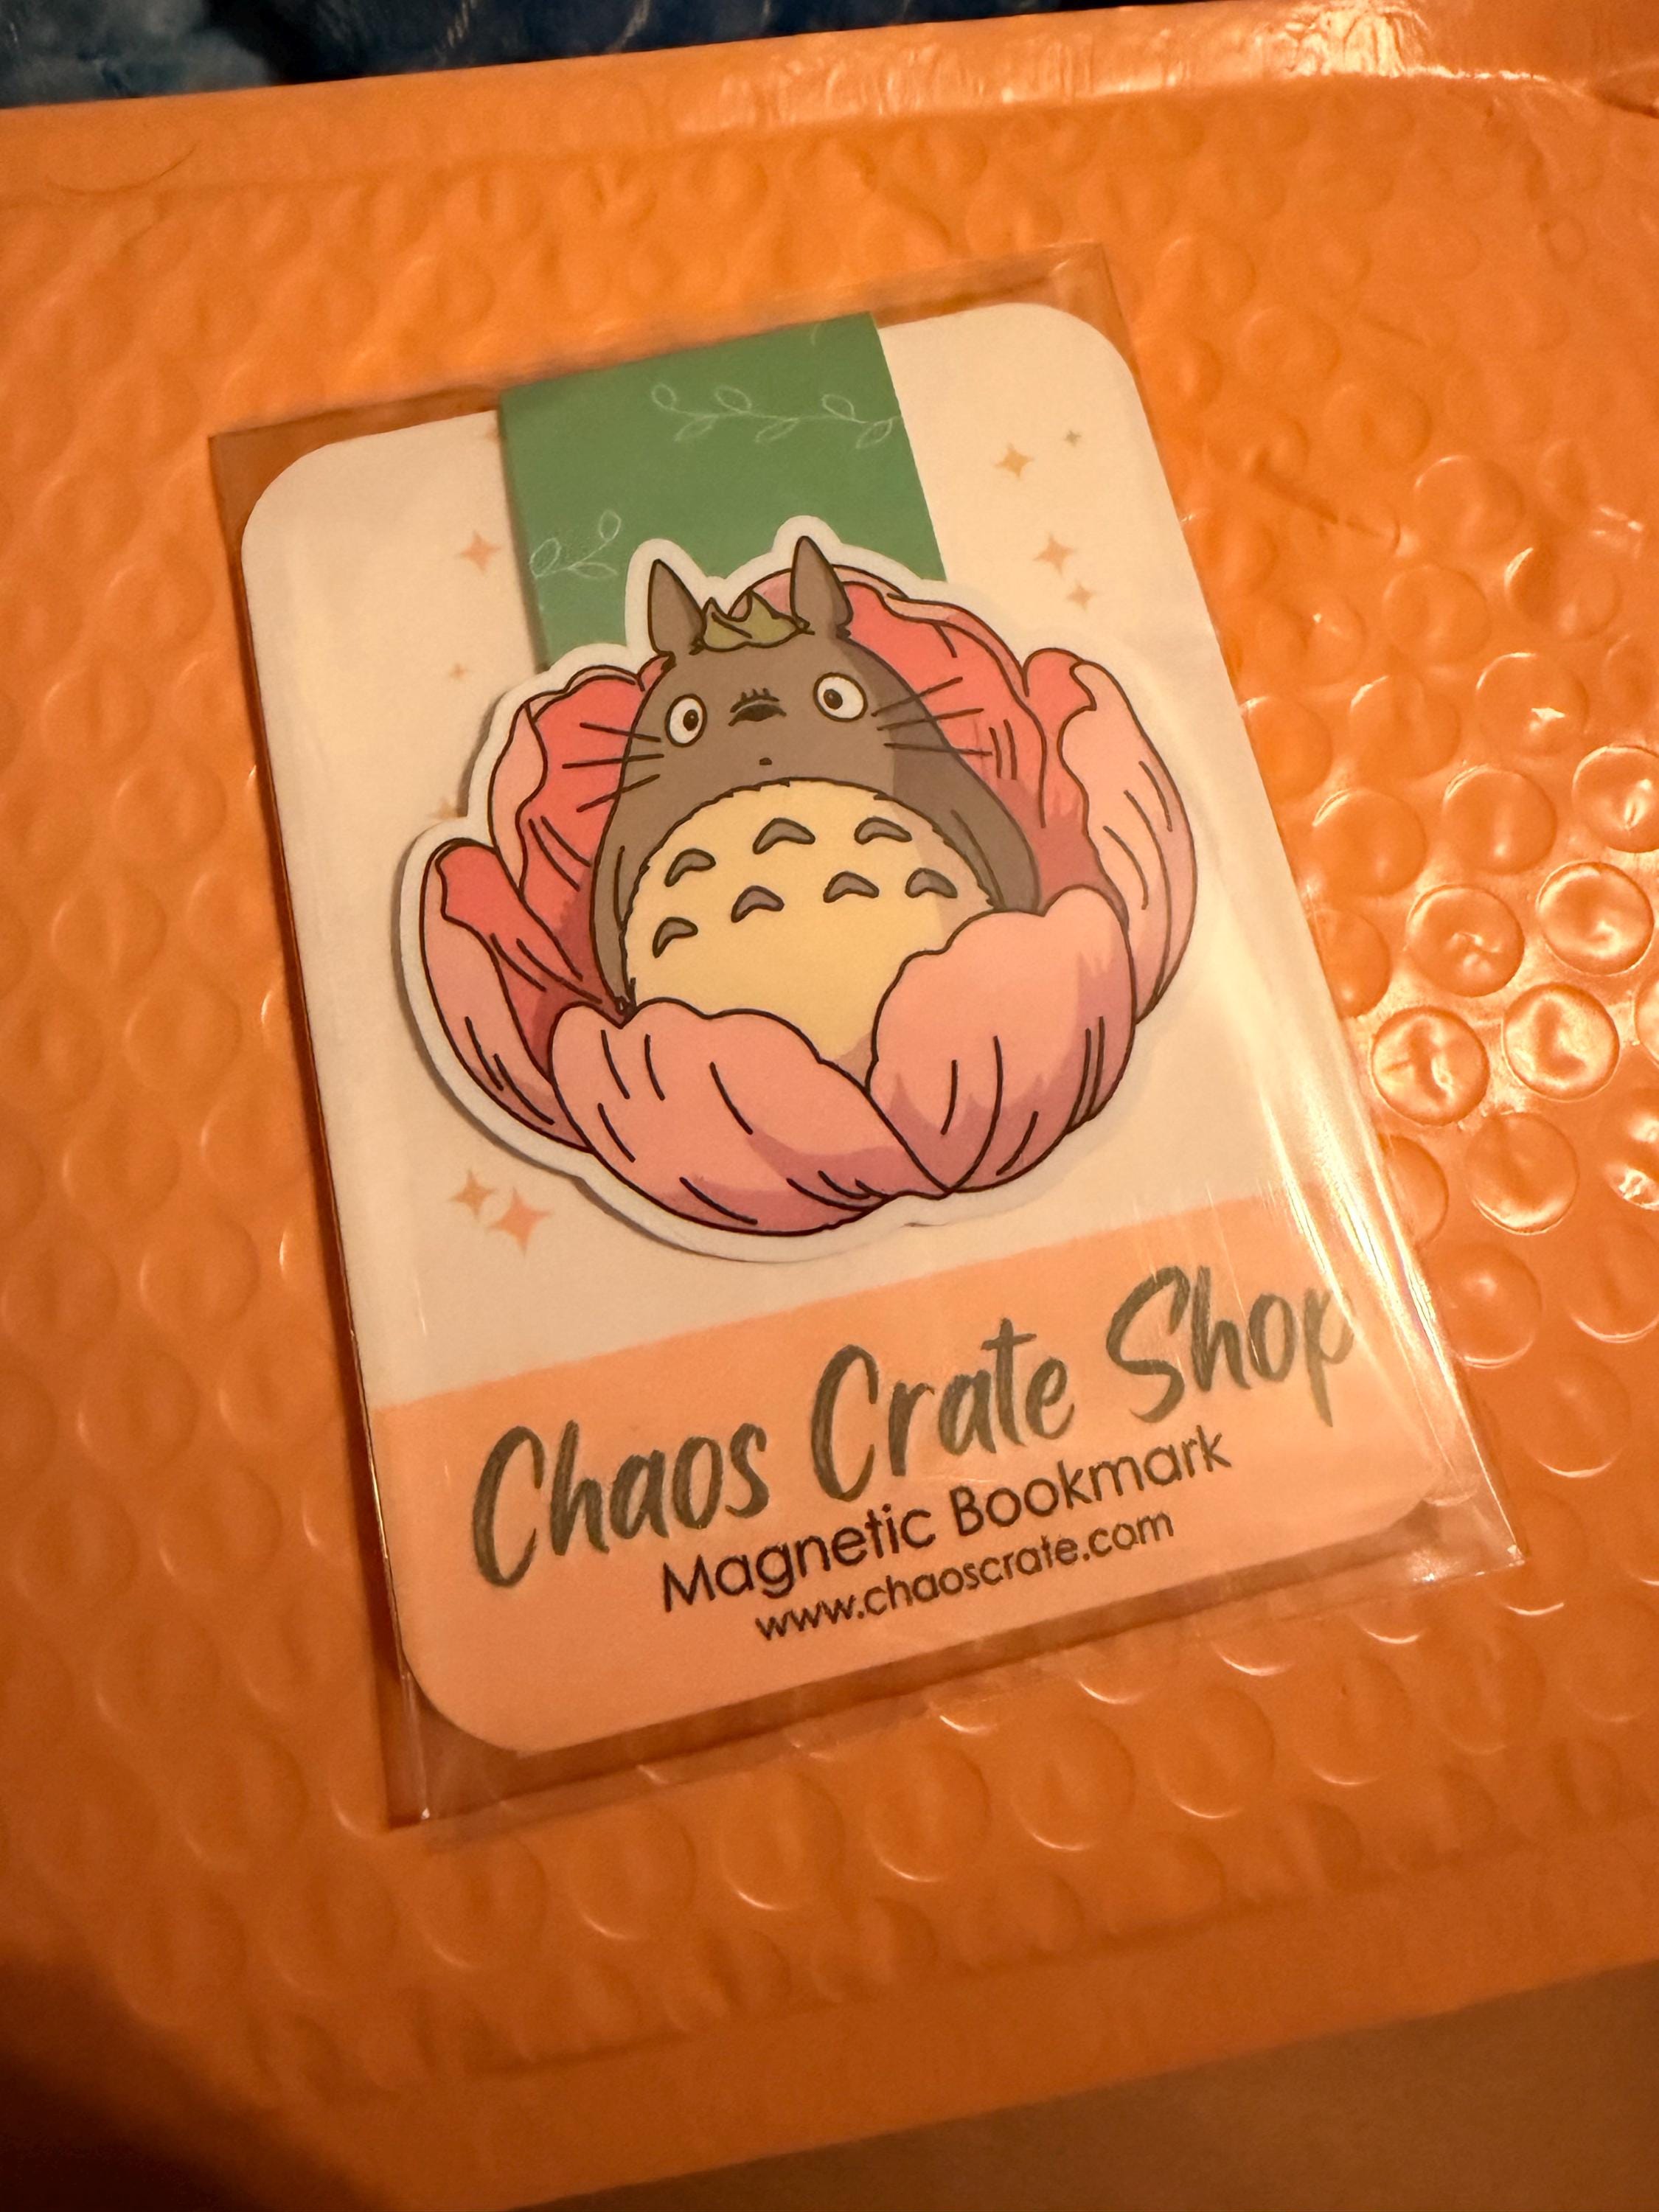 Chaos Crate Shop
Magnetic Bookmark
www.chaoscrate.com